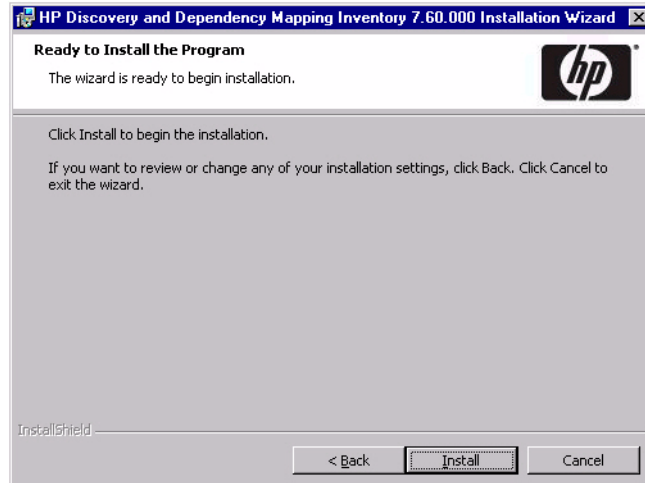 HP Discovery and Dependency Mapping Inventory 7.60.000 Installation Wizard
Ready to Install the Program
The wizard is ready to begin installation.
hp
Click Install to begin the installation.
If you want to review or change any of your installation settings, click Back. Click Cancel to
exit the wizard.
InstallShield
< Back
Install
Cancel